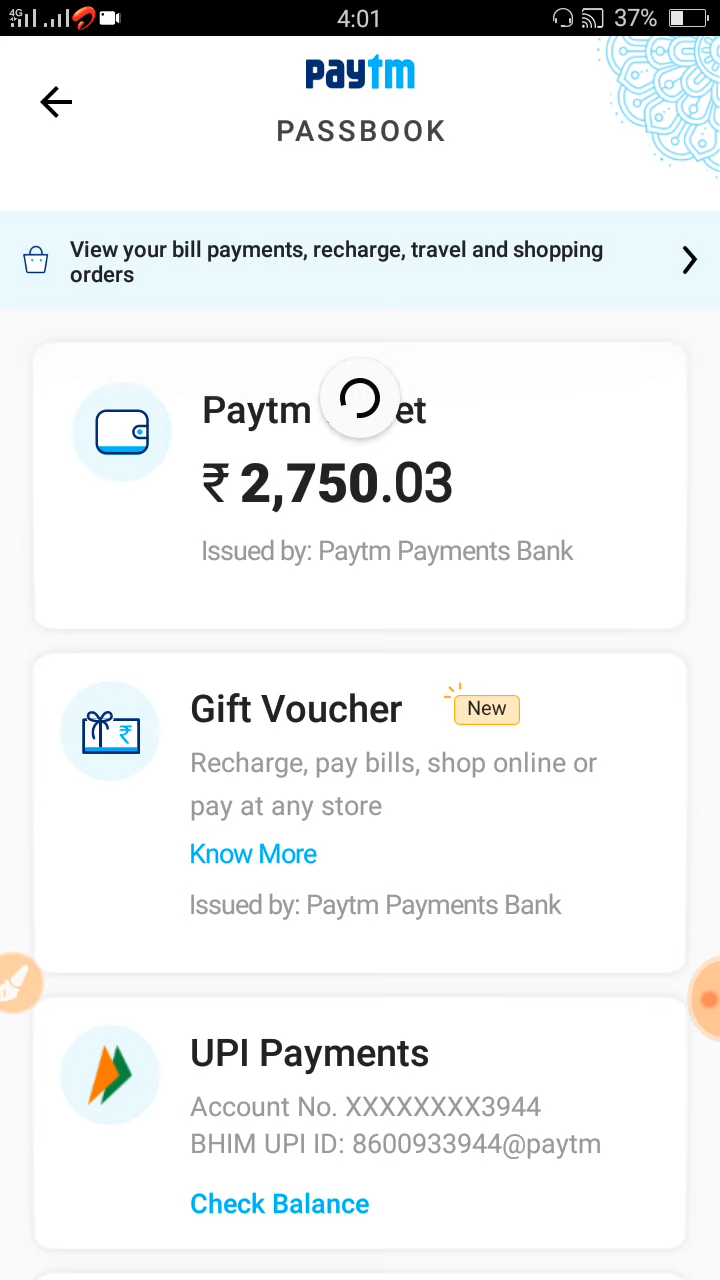 4G 4:01 37%
paytm
PASSBOOK
View your bill payments, recharge, travel and shopping
orders
Paytm et
₹ 2,750.03
Issued by: Paytm Payments Bank
Gift Voucher New
₹
Recharge, pay bills, shop online or
pay at any store
Know More
Issued by: Paytm Payments Bank
UPI Payments
Account No. XXXXXXXX3944
BHIM UPI ID: 8600933944@paytm
Check Balance